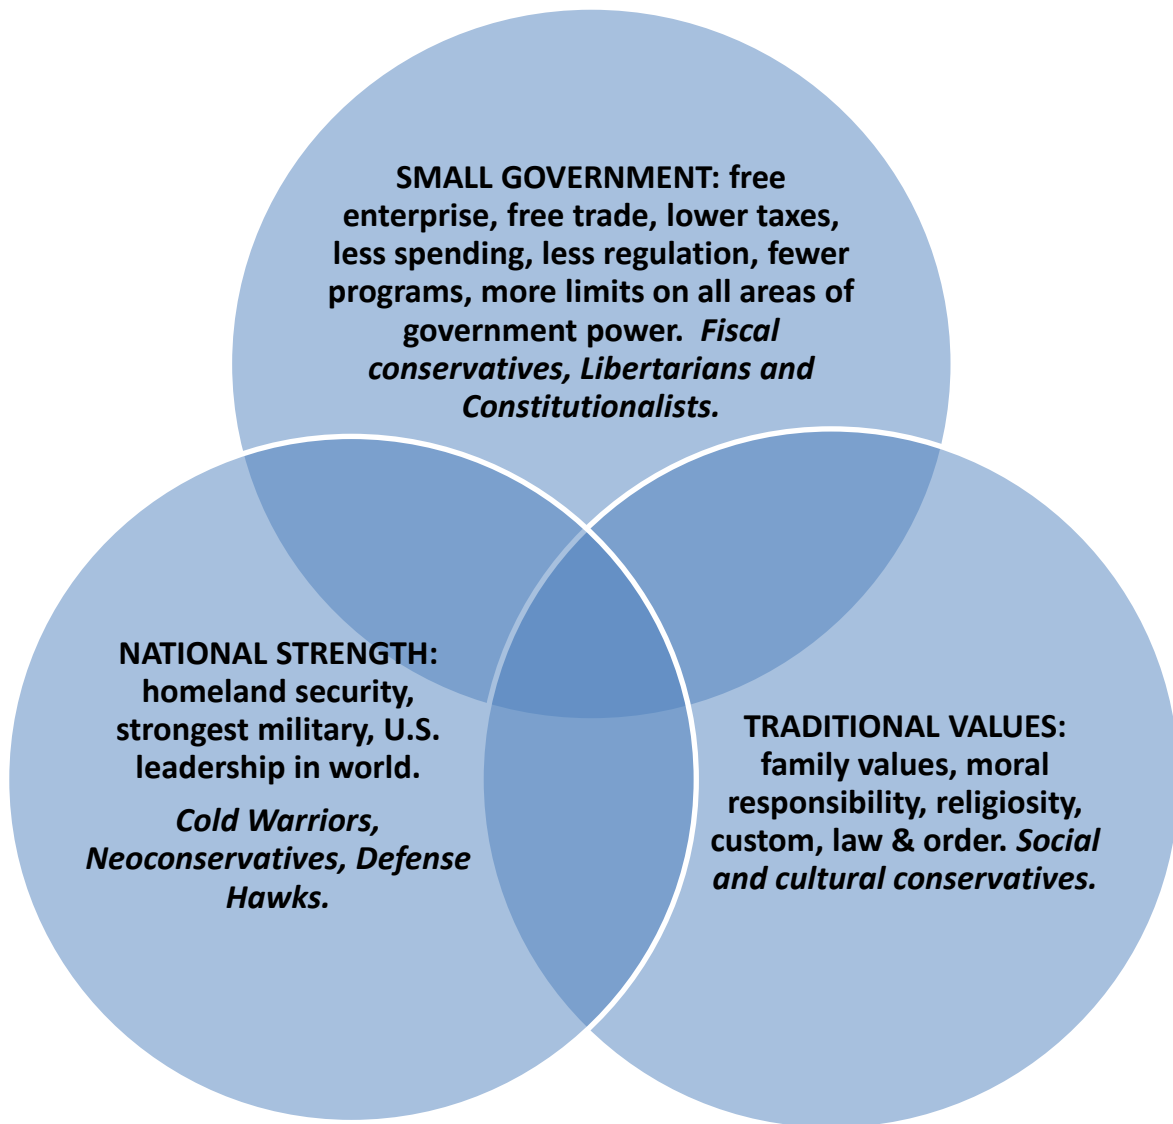 SMALL GOVERNMENT: free
enterprise, free trade, lower taxes,
less spending, less regulation, fewer
programs, more limits on all areas of
government power.  Fiscal
conservatives, Libertarians and
Constitutionalists.
NATIONAL STRENGTH:
homeland security,
strongest military, U.S.
leadership in world.
Cold Warriors,
Neoconservatives, Defense
Hawks.
TRADITIONAL VALUES:
family values, moral
responsibility, religiosity,
custom, law & order. Social
and cultural conservatives.